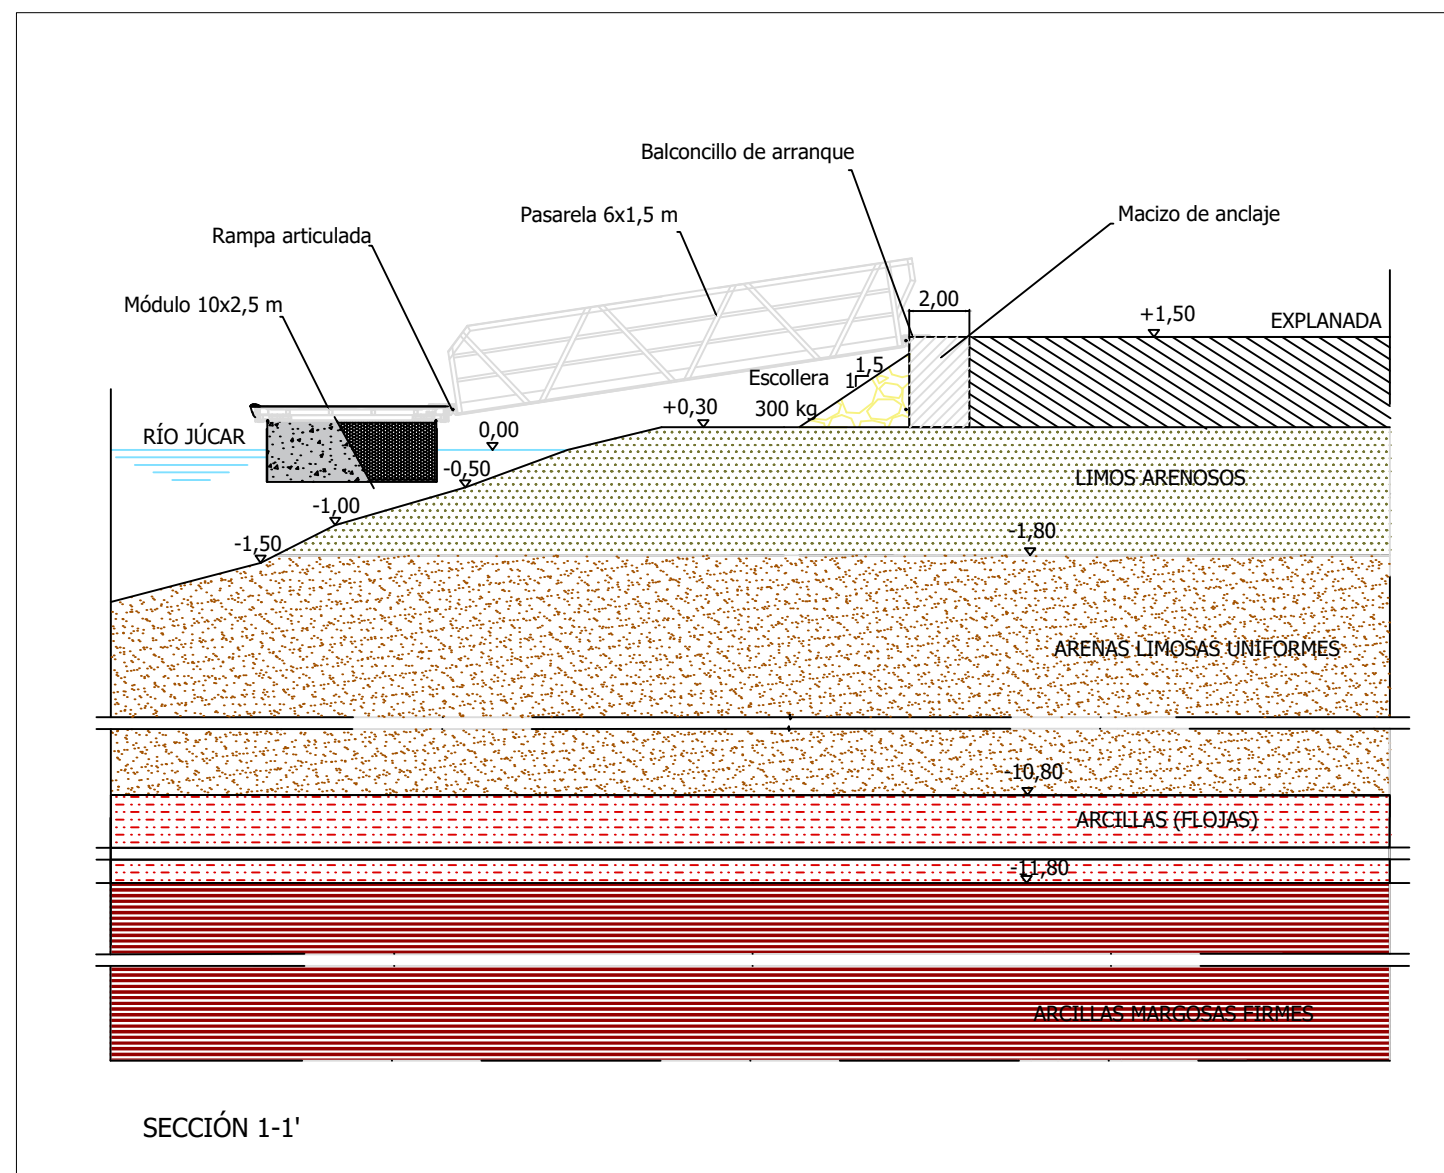 Balconcillo de arranque
Pasarela 6x1,5 m
Macizo de anclaje
Rampa articulada
Módulo 10x2,5 m
2,00
+1,50
EXPLANADA
1,5
1
Escollera
300 kg
+0,30
RÍO JÚCAR
0,00
-0,50
LIMOS ARENOSOS
-1,00
-1,80
-1,50
ARENAS LIMOSAS UNIFORMES
-10,80
ARCILLAS (FLOJAS)
-11,80
ARCILLAS MARGOSAS FIRMES
SECCIÓN 1-1'